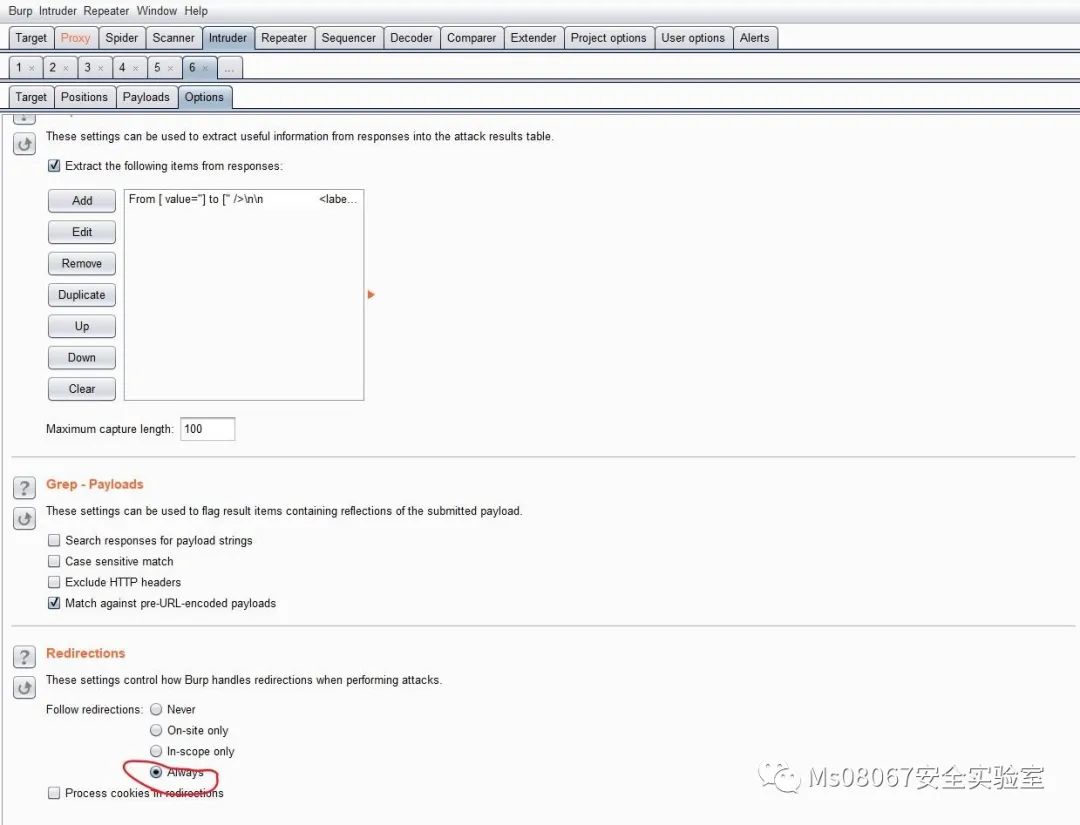 Burp Intruder Repeater Window Help
Target Proxy Spider Scanner Intruder Repeater Sequencer Decoder Comparer Extender Project options User options Alerts
1 × 2 × 3 × 4 × 5 × 6 × ...
Target Positions Payloads Options
?
These settings can be used to extract useful information from responses into the attack results table.
Extract the following items from responses:
Add
From [ value="] to [" />\n\n <labe...
Edit
Remove
Duplicate
Up
Down
Clear
Maximum capture length: 100
? Grep - Payloads
These settings can be used to flag result items containing reflections of the submitted payload.
Search responses for payload strings
Case sensitive match
Exclude HTTP headers
Match against pre-URL-encoded payloads
? Redirections
These settings control how Burp handles redirections when performing attacks.
Follow redirections: Never
On-site only
In-scope only
Always
Process cookies in redirections
Ms08067安全实验室